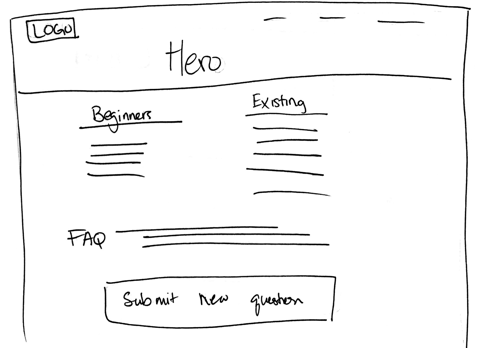 LOGO
Hero
Beginners
Existing
FAQ
Submit new question